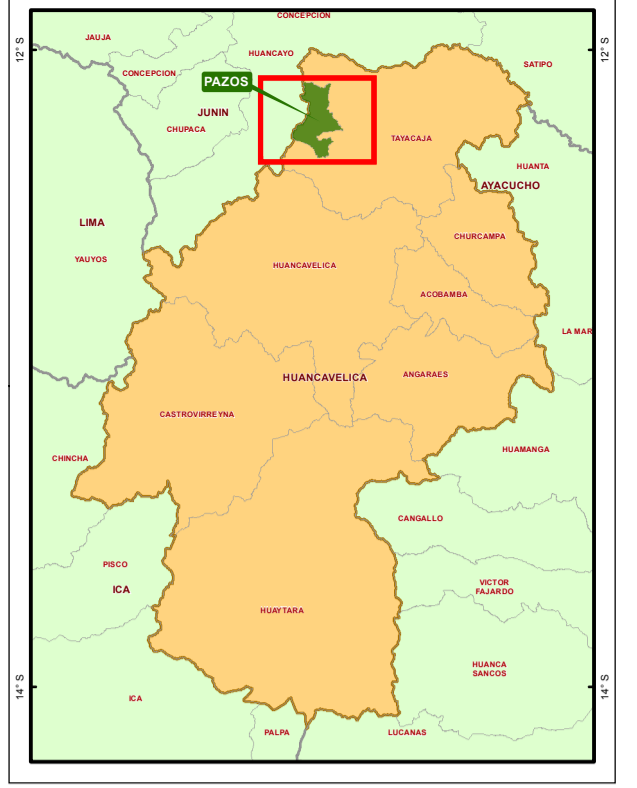 CONCEPCION
JAUJA
12° S
12° S
HUANCAYO
SATIPO
CONCEPCION
PAZOS
JUNIN
CHUPACA
TAYACAJA
HUANTA
AYACUCHO
LIMA
CHURCAMPA
YAUYOS
HUANCAVELICA
ACOBAMBA
LA MAR
HUANCAVELICA
ANGARAES
CASTROVIRREYNA
HUAMANGA
CHINCHA
CANGALLO
PISCO
ICA
VICTOR
FAJARDO
HUAYTARA
HUANCA
SANCOS
14° S
14° S
ICA
PALPA
LUCANAS